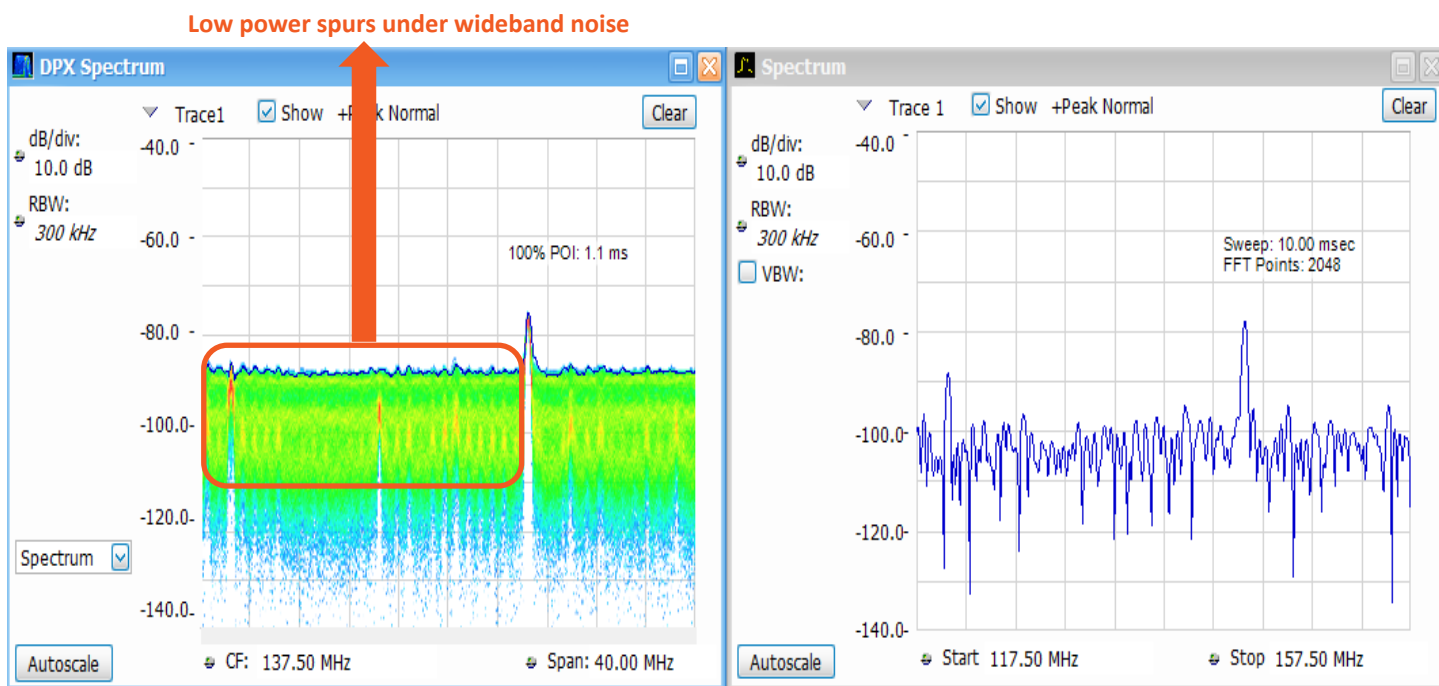 Low power spurs under wideband noise
DPX Spectrum
Trace1 Show +Peak Normal Clear
dB/div:
10.0 dB
RBW:
300 kHz
-40.0
-60.0
-80.0
-100.0
-120.0
-140.0
100% POI: 1.1 ms
Spectrum
Autoscale CF: 137.50 MHz Span: 40.00 MHz
Spectrum
Trace 1 Show +Peak Normal Clear
dB/div:
10.0 dB
RBW:
300 kHz
VBW:
-40.0
-60.0
-80.0
-100.0
-120.0
-140.0
Sweep: 10.00 msec
FFT Points: 2048
Autoscale Start 117.50 MHz Stop 157.50 MHz